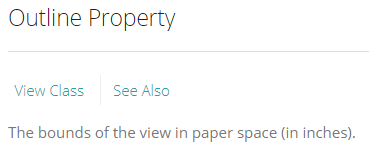 Outline Property
View Class See Also
The bounds of the view in paper space (in inches).